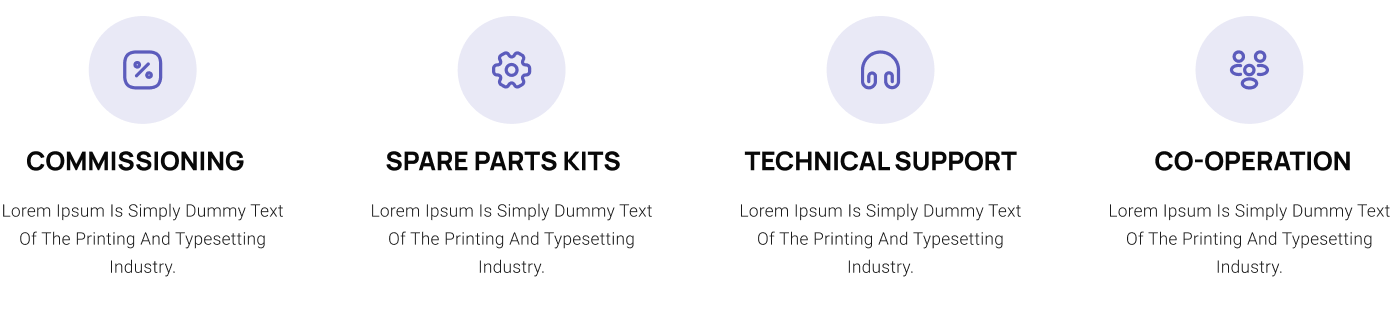 COMMISSIONING
Lorem Ipsum Is Simply Dummy Text
Of The Printing And Typesetting
Industry.
SPARE PARTS KITS
Lorem Ipsum Is Simply Dummy Text
Of The Printing And Typesetting
Industry.
TECHNICAL SUPPORT
Lorem Ipsum Is Simply Dummy Text
Of The Printing And Typesetting
Industry.
CO-OPERATION
Lorem Ipsum Is Simply Dummy Text
Of The Printing And Typesetting
Industry.